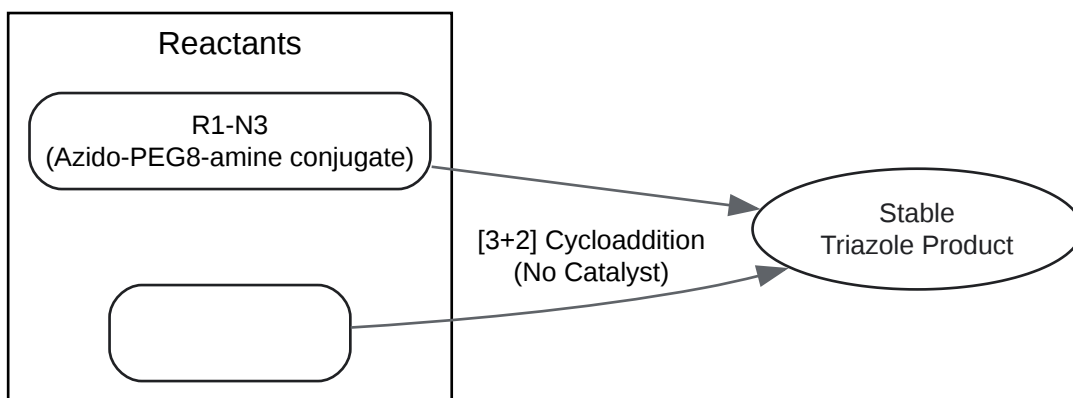 Reactants
R1-N3
(Azido-PEG8-amine conjugate)
[3+2] Cycloaddition
(No Catalyst)
Stable
Triazole Product